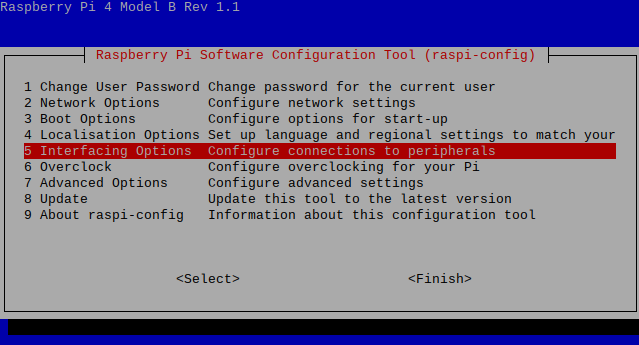 Raspberry Pi 4 Model B Rev 1.1
Raspberry Pi Software Configuration Tool (raspi-config)
1 Change User Password Change password for the current user
2 Network Options Configure network settings
3 Boot Options Configure options for start-up
4 Localisation Options Set up language and regional settings to match your
5 Interfacing Options Configure connections to peripherals
6 Overclock Configure overclocking for your Pi
7 Advanced Options Configure advanced settings
8 Update Update this tool to the latest version
9 About raspi-config Information about this configuration tool
<Select> <Finish>